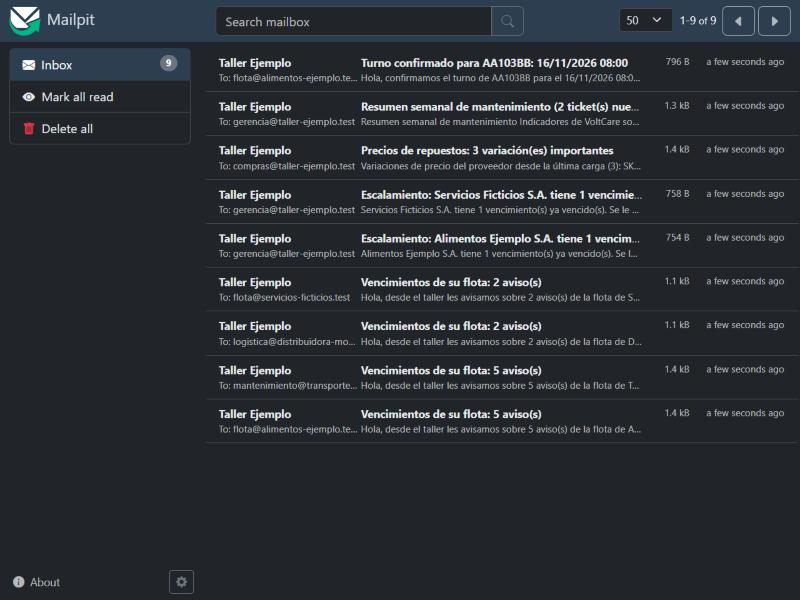 Mailpit
Search mailbox
50
1-9 of 9
Inbox 9
Mark all read
Delete all
Taller Ejemplo Turno confirmado para AA103BB: 16/11/2026 08:00 796 B a few seconds ago
To: flota@alimentos-ejemplo.te... Hola, confirmamos el turno de AA103BB para el 16/11/2026 08:0...
Taller Ejemplo Resumen semanal de mantenimiento (2 ticket(s) nue... 1.3 kB a few seconds ago
To: gerencia@taller-ejemplo.test Resumen semanal de mantenimiento Indicadores de VoltCare so...
Taller Ejemplo Precios de repuestos: 3 variación(es) importantes 1.4 kB a few seconds ago
To: compras@taller-ejemplo.test Variaciones de precio del proveedor desde la última carga (3): SK...
Taller Ejemplo Escalamiento: Servicios Ficticios S.A. tiene 1 vencimie... 758 B a few seconds ago
To: gerencia@taller-ejemplo.test Servicios Ficticios S.A. tiene 1 vencimiento(s) ya vencido(s). Se le ...
Taller Ejemplo Escalamiento: Alimentos Ejemplo S.A. tiene 1 vencim... 754 B a few seconds ago
To: gerencia@taller-ejemplo.test Alimentos Ejemplo S.A. tiene 1 vencimiento(s) ya vencido(s). Se l...
Taller Ejemplo Vencimientos de su flota: 2 aviso(s) 1.1 kB a few seconds ago
To: flota@servicios-ficticios.test Hola, desde el taller les avisamos sobre 2 aviso(s) de la flota de S...
Taller Ejemplo Vencimientos de su flota: 2 aviso(s) 1.1 kB a few seconds ago
To: logistica@distribuidora-mo... Hola, desde el taller les avisamos sobre 2 aviso(s) de la flota de D...
Taller Ejemplo Vencimientos de su flota: 5 aviso(s) 1.4 kB a few seconds ago
To: mantenimiento@transporte... Hola, desde el taller les avisamos sobre 5 aviso(s) de la flota de T...
Taller Ejemplo Vencimientos de su flota: 5 aviso(s) 1.4 kB a few seconds ago
To: flota@alimentos-ejemplo.te... Hola, desde el taller les avisamos sobre 5 aviso(s) de la flota de A...
About